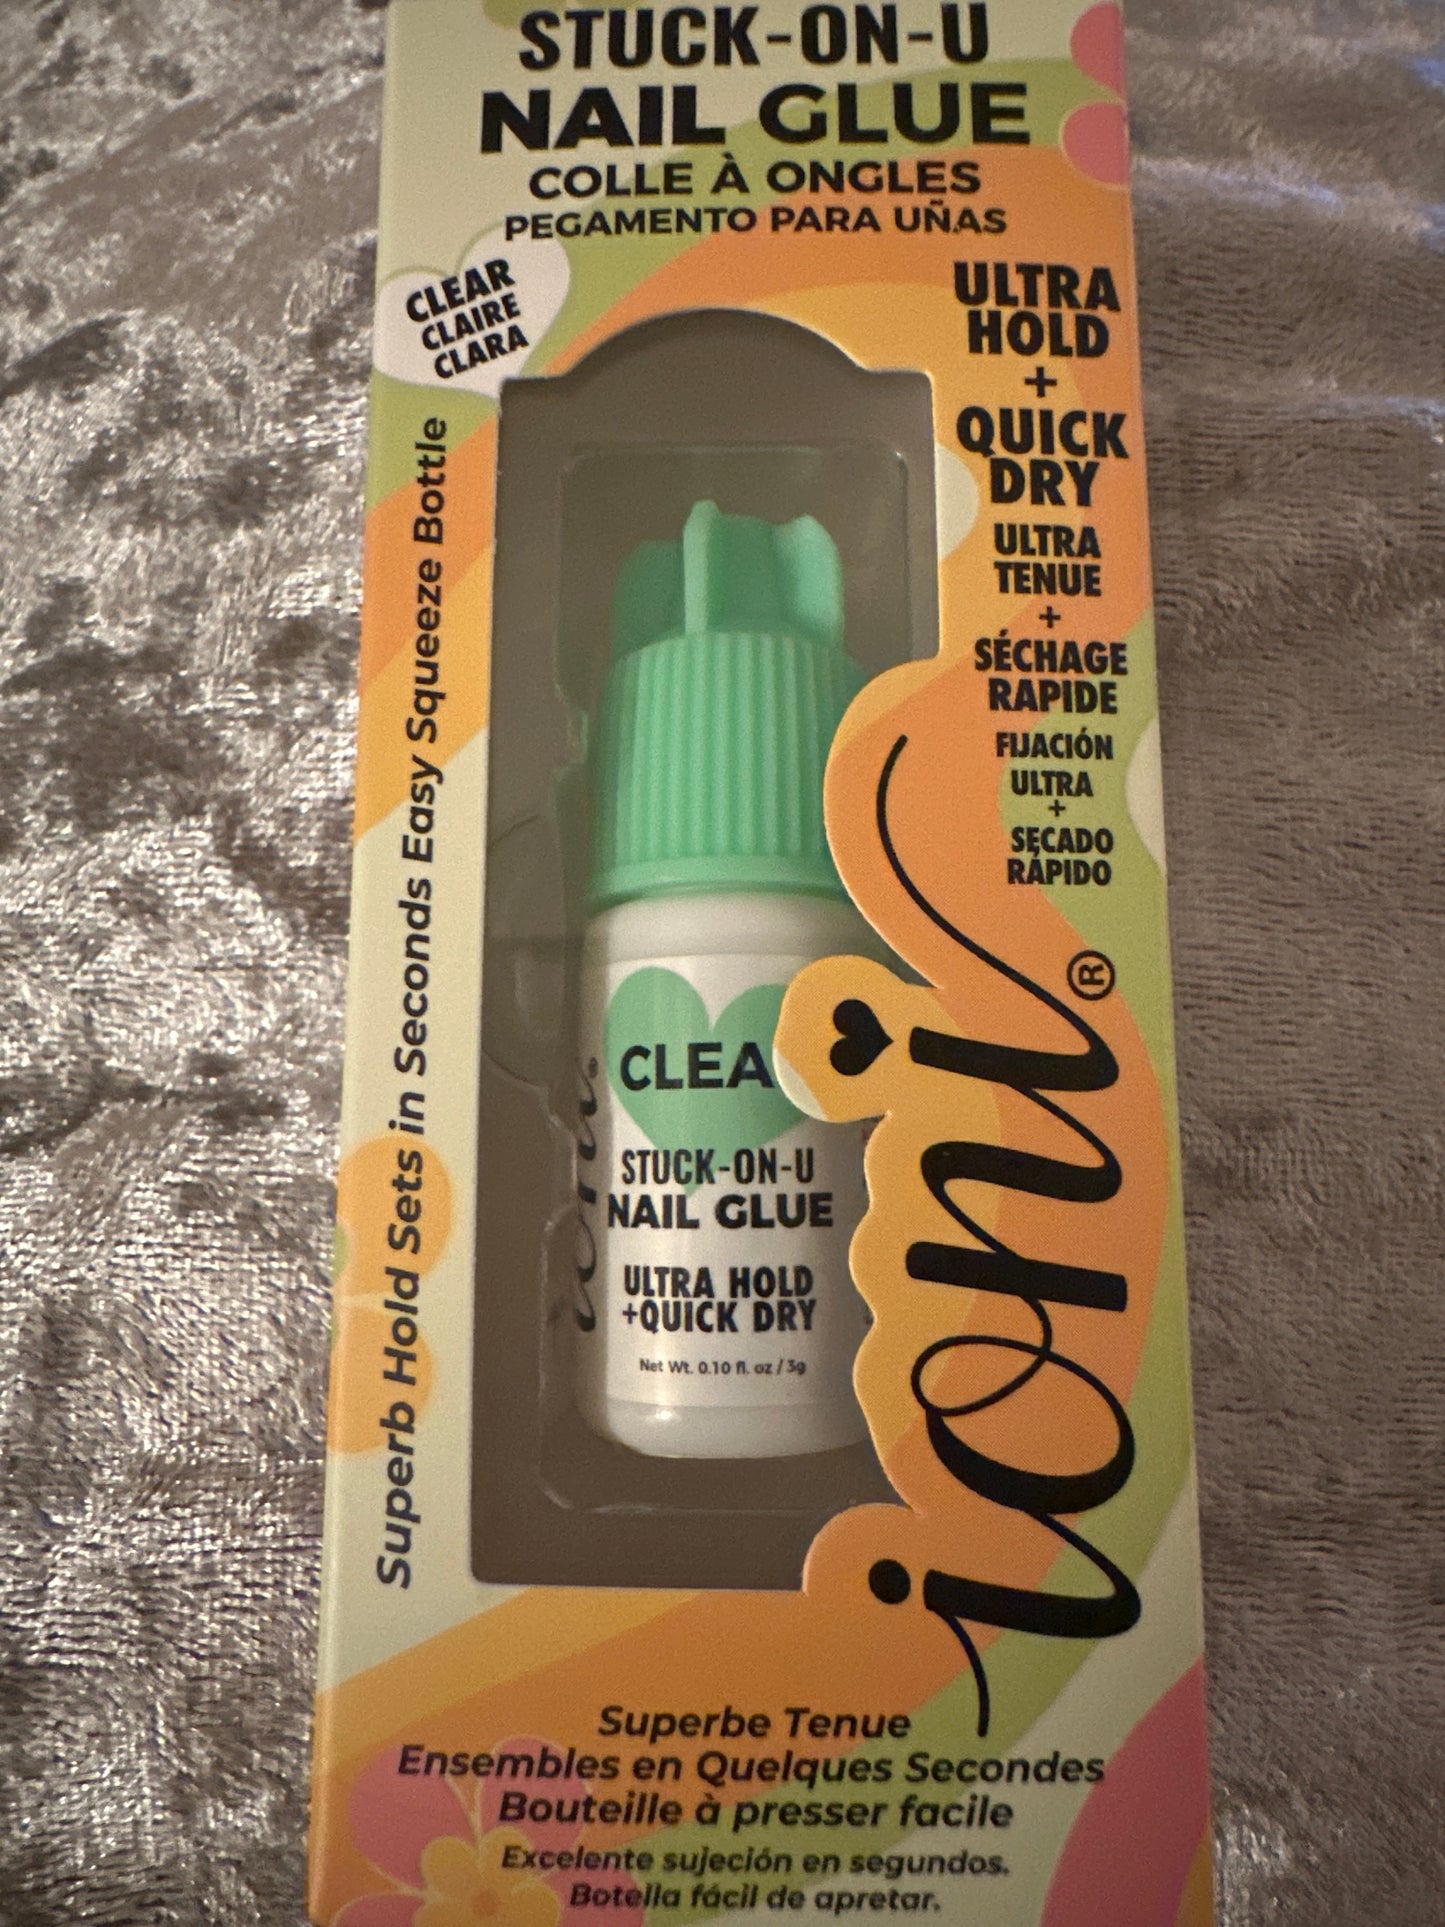 STUCK-ON-U
NAIL GLUE
COLLE À ONGLES
PEGAMENTO PARA UÑAS
CLEAR
CLAIRE
CLARA
ULTRA
HOLD
+
QUICK
DRY
ULTRA
TENUE
+
SÉCHAGE
RAPIDE
FIJACIÓN
ULTRA
+
SECADO
RÁPIDO
Superb Hold Sets in Seconds Easy Squeeze Bottle
ioni®
ioni
CLEA
STUCK-ON-U
NAIL GLUE
ULTRA HOLD
+QUICK DRY
Net Wt. 0.10 fl. oz / 3g
Superbe Tenue
Ensembles en Quelques Secondes
Bouteille à presser facile
Excelente sujeción en segundos.
Botella fácil de apretar.